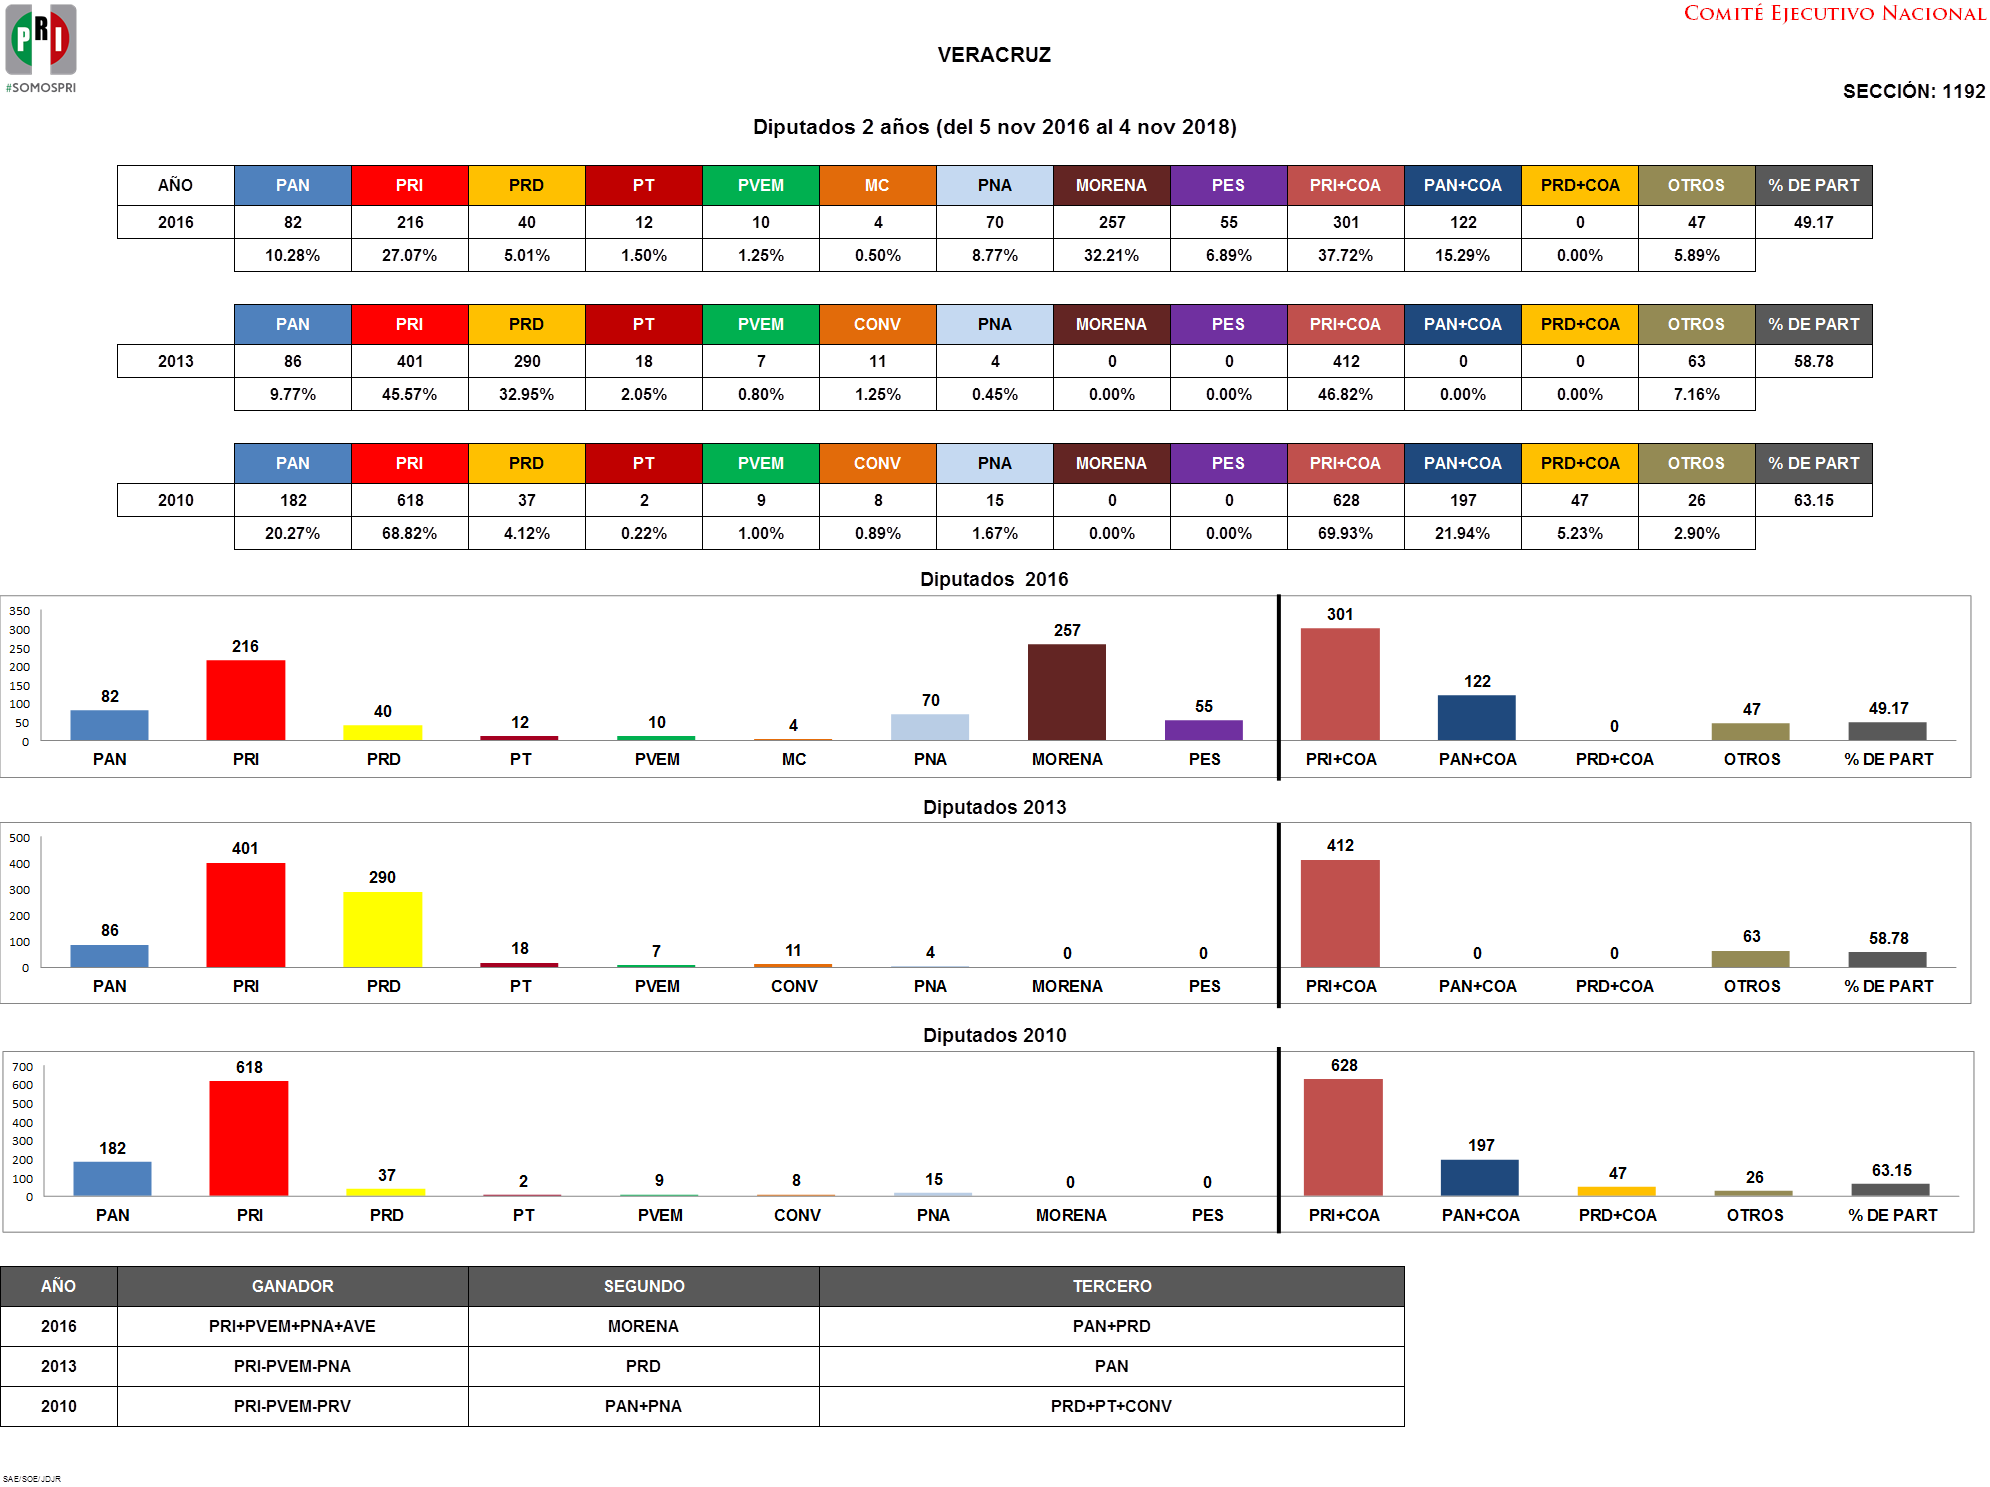 PRI
#SOMOSPRI
COMITÉ EJECUTIVO NACIONAL
VERACRUZ
SECCIÓN: 1192
Diputados 2 años (del 5 nov 2016 al 4 nov 2018)
AÑO PAN PRI PRD PT PVEM MC PNA MORENA PES PRI+COA PAN+COA PRD+COA OTROS % DE PART
2016 82 216 40 12 10 4 70 257 55 301 122 0 47 49.17
10.28% 27.07% 5.01% 1.50% 1.25% 0.50% 8.77% 32.21% 6.89% 37.72% 15.29% 0.00% 5.89%
PAN PRI PRD PT PVEM CONV PNA MORENA PES PRI+COA PAN+COA PRD+COA OTROS % DE PART
2013 86 401 290 18 7 11 4 0 0 412 0 0 63 58.78
9.77% 45.57% 32.95% 2.05% 0.80% 1.25% 0.45% 0.00% 0.00% 46.82% 0.00% 0.00% 7.16%
PAN PRI PRD PT PVEM CONV PNA MORENA PES PRI+COA PAN+COA PRD+COA OTROS % DE PART
2010 182 618 37 2 9 8 15 0 0 628 197 47 26 63.15
20.27% 68.82% 4.12% 0.22% 1.00% 0.89% 1.67% 0.00% 0.00% 69.93% 21.94% 5.23% 2.90%
Diputados 2016
350
300
250
200
150
100
50
0
82 216 40 12 10 4 70 257 55 301 122 0 47 49.17
PAN PRI PRD PT PVEM MC PNA MORENA PES PRI+COA PAN+COA PRD+COA OTROS % DE PART
Diputados 2013
500
400
300
200
100
0
86 401 290 18 7 11 4 0 0 412 0 0 63 58.78
PAN PRI PRD PT PVEM CONV PNA MORENA PES PRI+COA PAN+COA PRD+COA OTROS % DE PART
Diputados 2010
700
600
500
400
300
200
100
0
182 618 37 2 9 8 15 0 0 628 197 47 26 63.15
PAN PRI PRD PT PVEM CONV PNA MORENA PES PRI+COA PAN+COA PRD+COA OTROS % DE PART
AÑO GANADOR SEGUNDO TERCERO
2016 PRI+PVEM+PNA+AVE MORENA PAN+PRD
2013 PRI-PVEM-PNA PRD PAN
2010 PRI-PVEM-PRV PAN+PNA PRD+PT+CONV
SAE/SOE/JDJR